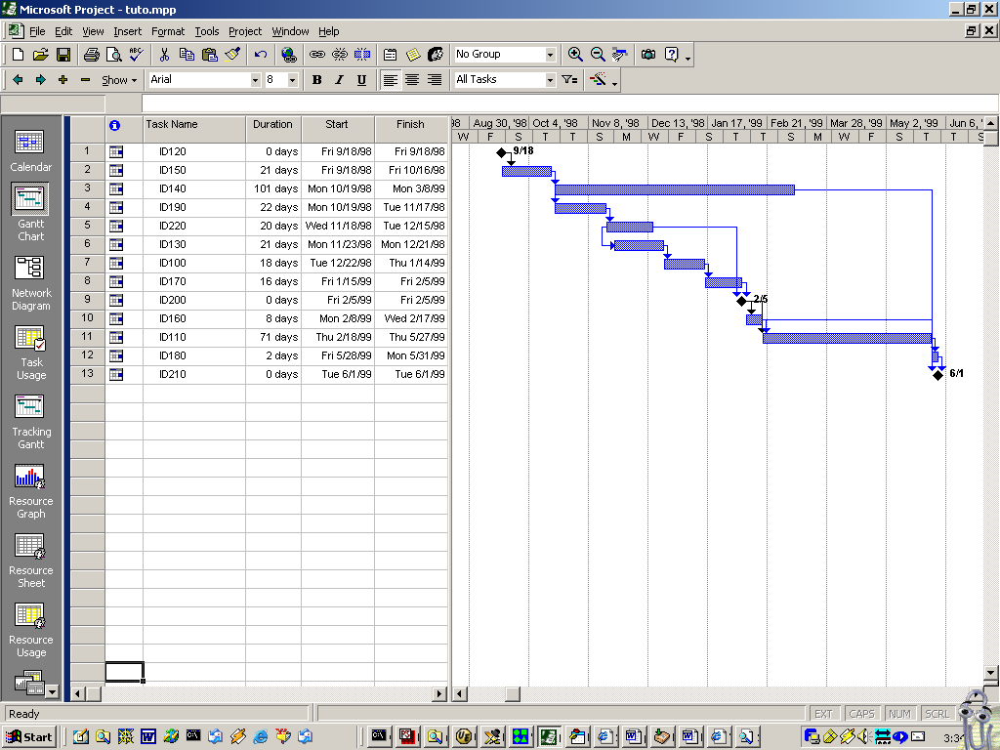 Microsoft Project - tuto.mpp
File Edit View Insert Format Tools Project Window Help
No Group
Show Arial 8 B I U All Tasks
Task Name Duration Start Finish
98 Aug 30, '98 Oct 4, '98 Nov 8, '98 Dec 13, '98 Jan 17, '99 Feb 21, '99 Mar 28, '99 May 2, '99 Jun 6, '
W F S T T S M W F S T T S M W F S T T S
1 ID120 0 days Fri 9/18/98 Fri 9/18/98
2 ID150 21 days Fri 9/18/98 Fri 10/16/98
3 ID140 101 days Mon 10/19/98 Mon 3/8/99
4 ID190 22 days Mon 10/19/98 Tue 11/17/98
5 ID220 20 days Wed 11/18/98 Tue 12/15/98
6 ID130 21 days Mon 11/23/98 Mon 12/21/98
7 ID100 18 days Tue 12/22/98 Thu 1/14/99
8 ID170 16 days Fri 1/15/99 Fri 2/5/99
9 ID200 0 days Fri 2/5/99 Fri 2/5/99
10 ID160 8 days Mon 2/8/99 Wed 2/17/99
11 ID110 71 days Thu 2/18/99 Thu 5/27/99
12 ID180 2 days Fri 5/28/99 Mon 5/31/99
13 ID210 0 days Tue 6/1/99 Tue 6/1/99
9/18
2/5
6/1
Calendar
Gantt
Chart
Network
Diagram
Task
Usage
Tracking
Gantt
Resource
Graph
Resource
Sheet
Resource
Usage
Ready EXT CAPS NUM SCRL
Start